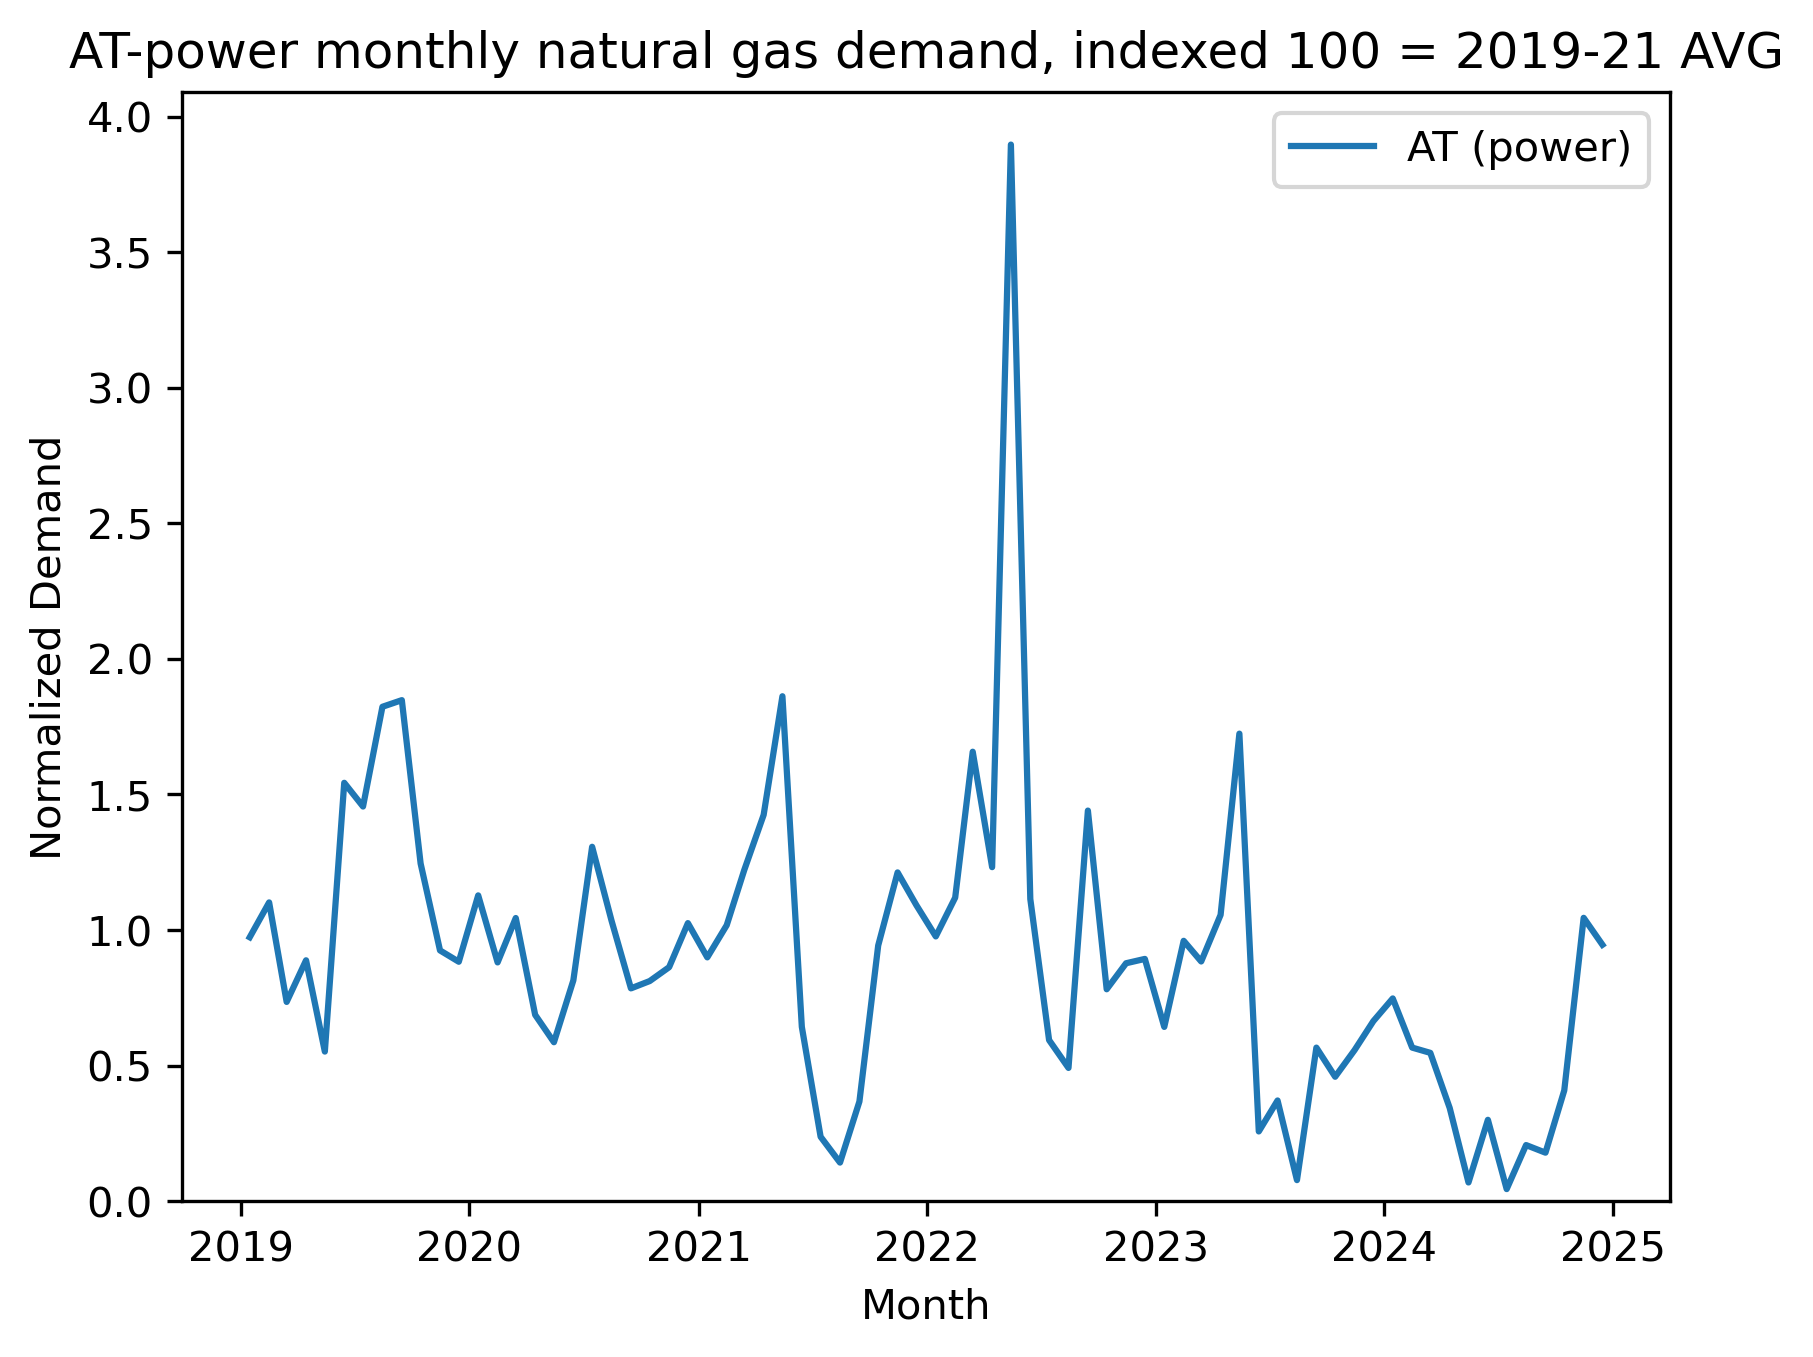 AT-power monthly natural gas demand, indexed 100 = 2019-21 AVG
AT (power)
Normalized Demand
4.0
3.5
3.0
2.5
2.0
1.5
1.0
0.5
0.0
2019 2020 2021 2022 2023 2024 2025
Month